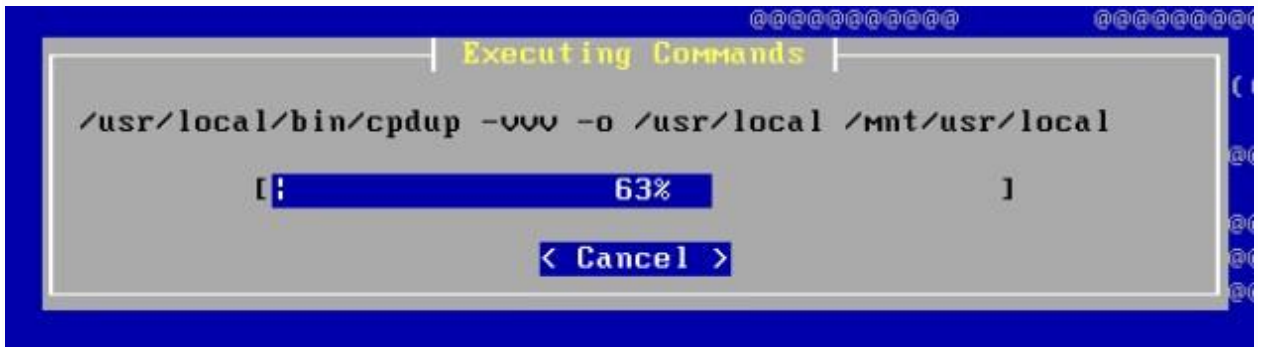 @@@@@@@@@@@ @@@@@@@@@
Executing Commands
(
/usr/local/bin/cpdup -vvv -o /usr/local /mnt/usr/local
@
[ 63% ]
@
< Cancel >
@
@